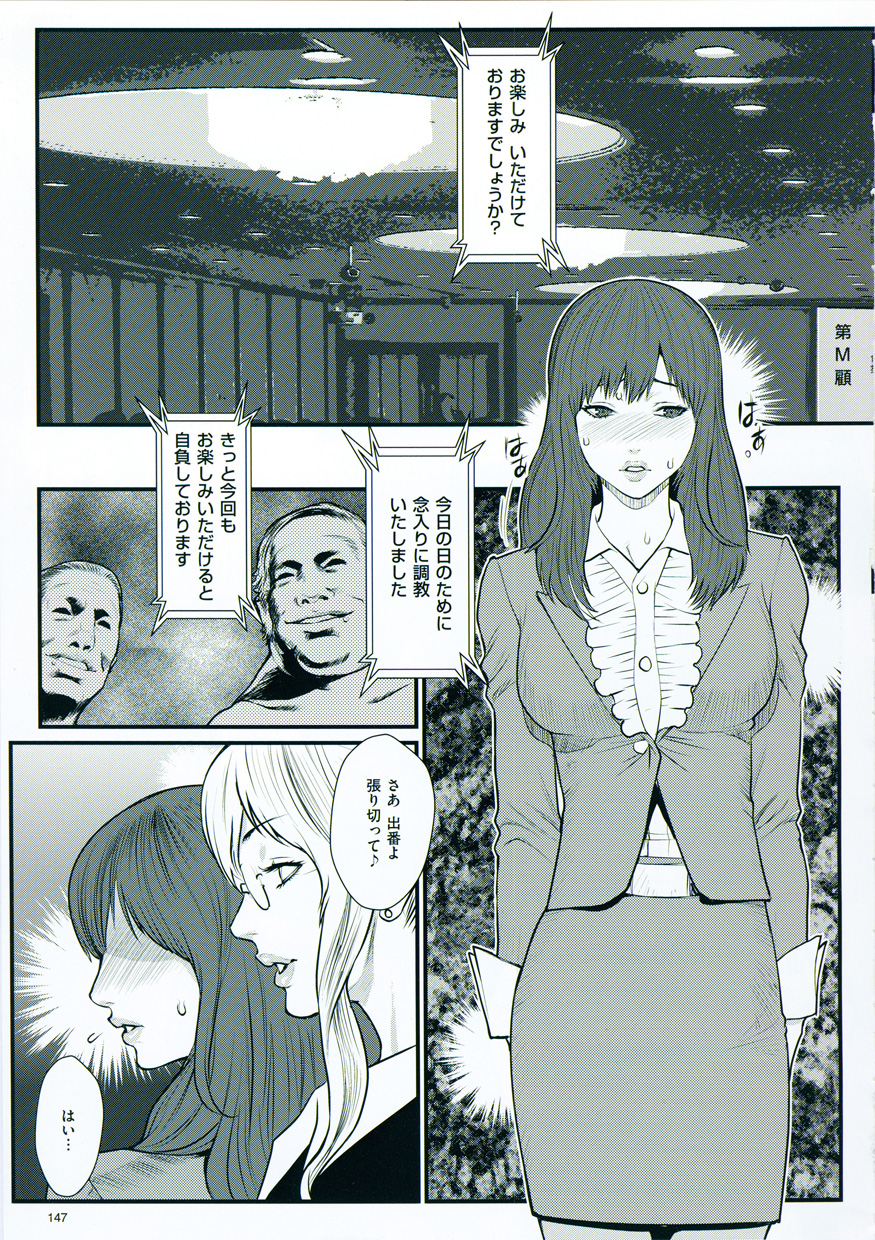 お楽しみ いただけて
おりますでしょうか？
第M顧
はぁ
はぁ。
今日の日のために
念入りに調教
いたしました
きっと今回も
お楽しみいただけると
自負しております
さあ 出番よ
張り切って♪
はい…
147